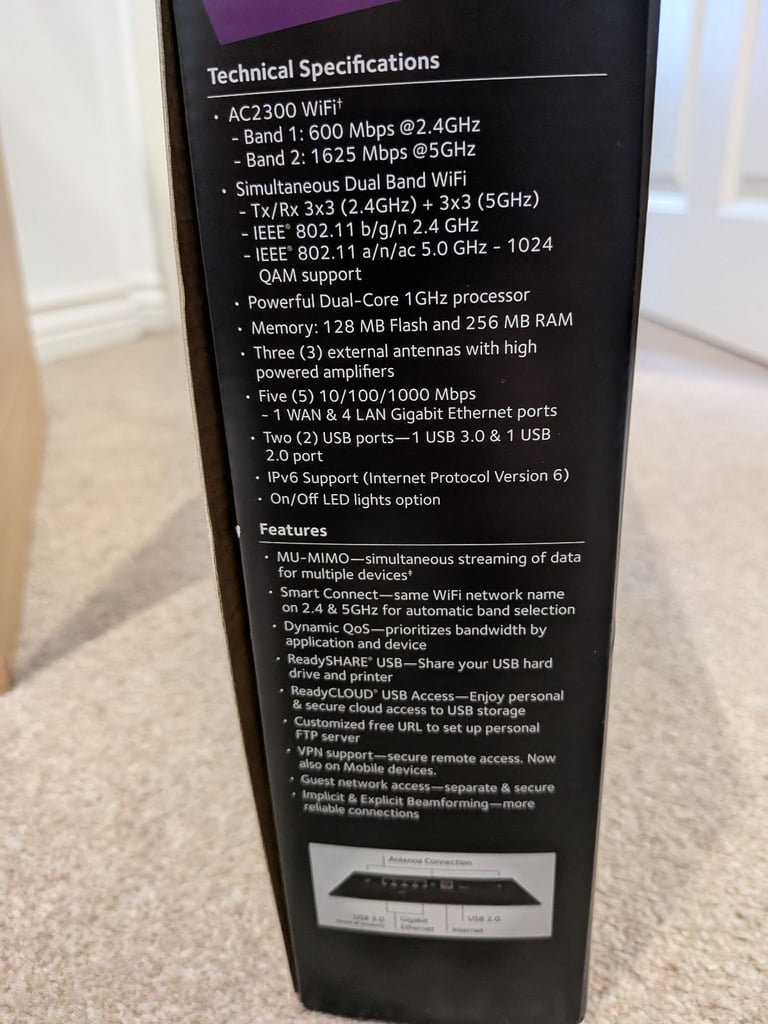 Technical Specifications
• AC2300 WiFi†
- Band 1: 600 Mbps @2.4GHz
- Band 2: 1625 Mbps @5GHz
• Simultaneous Dual Band WiFi
- Tx/Rx 3x3 (2.4GHz) + 3x3 (5GHz)
- IEEE® 802.11 b/g/n 2.4 GHz
- IEEE® 802.11 a/n/ac 5.0 GHz - 1024
QAM support
• Powerful Dual-Core 1GHz processor
• Memory: 128 MB Flash and 256 MB RAM
• Three (3) external antennas with high
powered amplifiers
• Five (5) 10/100/1000 Mbps
- 1 WAN & 4 LAN Gigabit Ethernet ports
• Two (2) USB ports—1 USB 3.0 & 1 USB
2.0 port
• IPv6 Support (Internet Protocol Version 6)
• On/Off LED lights option
Features
• MU-MIMO—simultaneous streaming of data
for multiple devices‡
• Smart Connect—same WiFi network name
on 2.4 & 5GHz for automatic band selection
• Dynamic QoS—prioritizes bandwidth by
application and device
• ReadySHARE® USB—Share your USB hard
drive and printer
• ReadyCLOUD® USB Access—Enjoy personal
& secure cloud access to USB storage
• Customized free URL to set up personal
FTP server
• VPN support—secure remote access. Now
also on Mobile devices.
• Guest network access—separate & secure
• Implicit & Explicit Beamforming—more
reliable connections
Antenna Connection
USB 3.0
Gigabit
Ethernet
Internet
USB 2.0